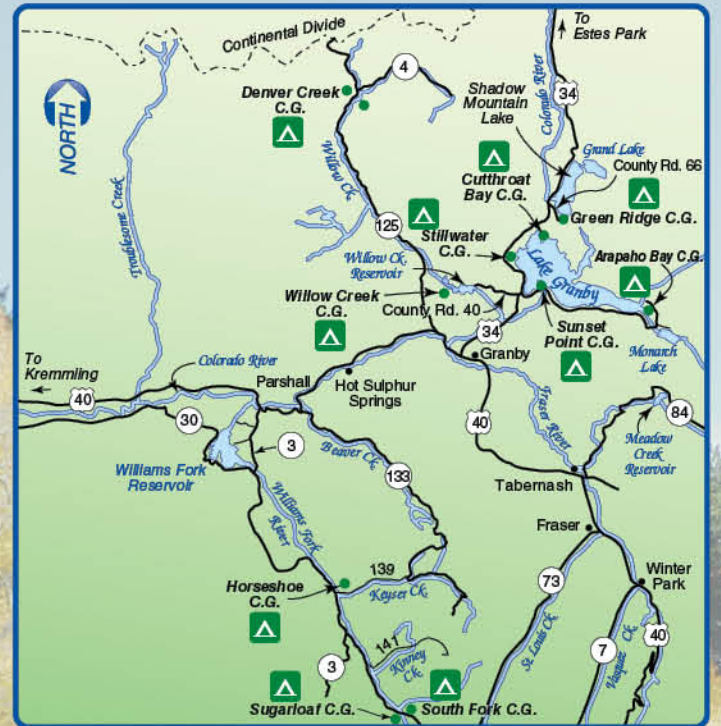 Continental Divide
To
Estes Park
NORTH
4
Denver Creek
C.G.
Shadow
Mountain
Lake
Colorado River
34
Grand Lake
County Rd. 66
Troublesome Creek
Willow Ck.
Cutthroat
Bay C.G.
Green Ridge C.G.
125
Stillwater
C.G.
Arapaho Bay C.G.
Willow Ck.
Reservoir
Lake Granby
Willow Creek
C.G.
County Rd. 40
34
Sunset
Point C.G.
Monarch
Lake
Granby
To
Kremmling
Colorado River
Parshall
Hot Sulphur
Springs
40
30
3
40
Fraser River
84
Meadow
Creek
Reservoir
Beaver Ck.
133
Williams Fork
Reservoir
Williams Fork
River
Tabernash
Fraser
73
Winter
Park
139
Horseshoe
C.G.
Keyser Ck.
St. Louis Ck.
7
Vasquez Ck.
40
141
Kinney
Ck.
3
Sugarloaf C.G.
South Fork C.G.